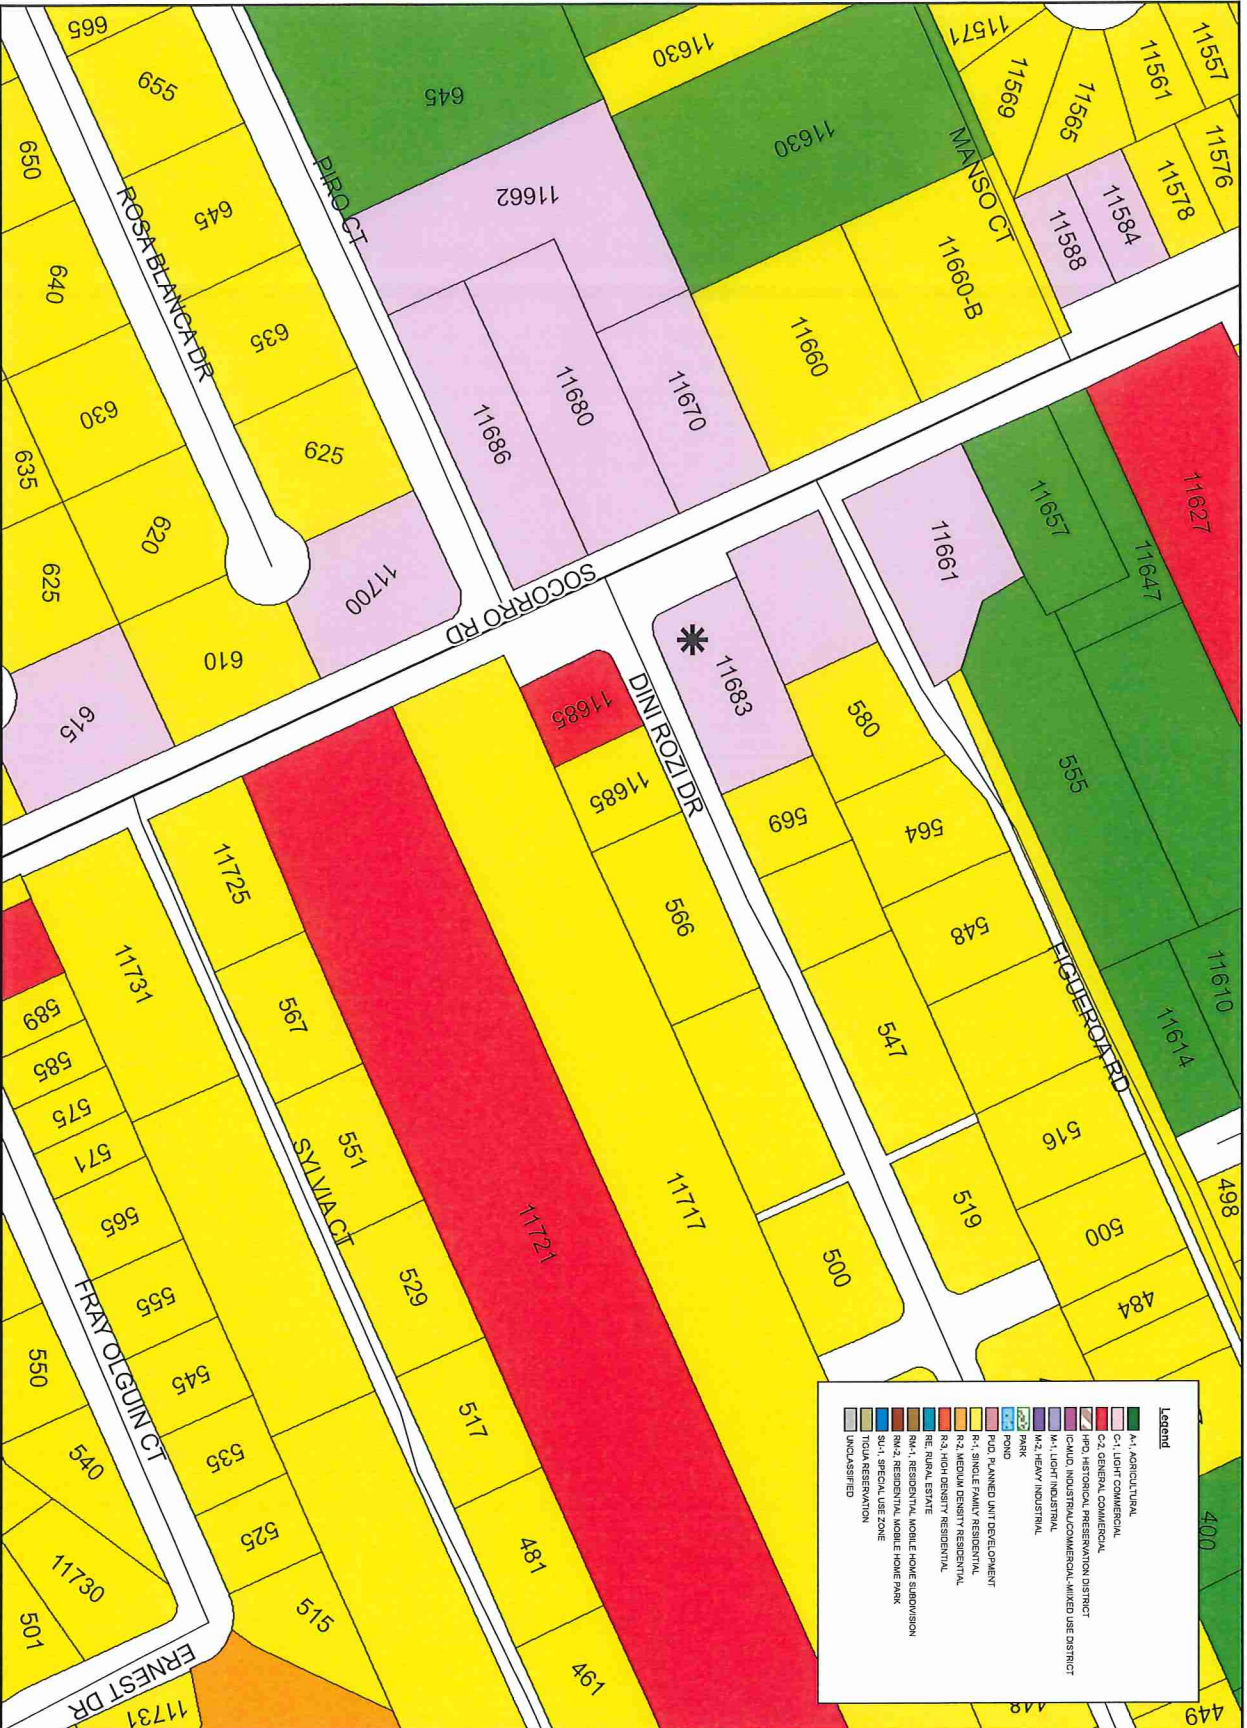 665
655
645
635
625
650
640
630
620
610
635
625
615
ROSA BLANCA DR
PIRO CT
645
11630
11630
11662
11686
11680
11670
11660
11660-B
MANSO CT
11571
11569
11565
11561
11557
11576
11578
11584
11588
11700
SOCORRO RD
11627
11647
11657
11661
555
11610
11614
498
FIGUEROA RD
11683
580
564
548
569
547
516
519
500
484
DINI ROZI DR
11685
11685
566
11717
500
11721
11725
567
551
529
517
481
461
SYLVIA CT
11731
589
585
575
571
565
555
545
535
525
515
FRAY OLGUIN CT
550
540
11730
501
ERNEST DR
11731
400
449
Legend
A-1, AGRICULTURAL
C-1, LIGHT COMMERCIAL
C-2, GENERAL COMMERCIAL
HPD, HISTORICAL PRESERVATION DISTRICT
IC-MUD, INDUSTRIAL/COMMERCIAL-MIIXED USE DISTRICT
M-1, LIGHT INDUSTRIAL
M-2, HEAVY INDUSTRIAL
PARK
POND
PUD, PLANNED UNIT DEVELOPMENT
R-1, SINGLE FAMILY RESIDENTIAL
R-2, MEDIUM DENSITY RESIDENTIAL
R-3, HIGH DENSITY RESIDENTIAL
RE, RURAL ESTATE
RM-1, RESIDENTIAL MOBILE HOME SUBDIVISION
RM-2, RESIDENTIAL MOBILE HOME PARK
SU-1, SPECIAL USE ZONE
TIGUA RESERVATION
UNCLASSIFIED